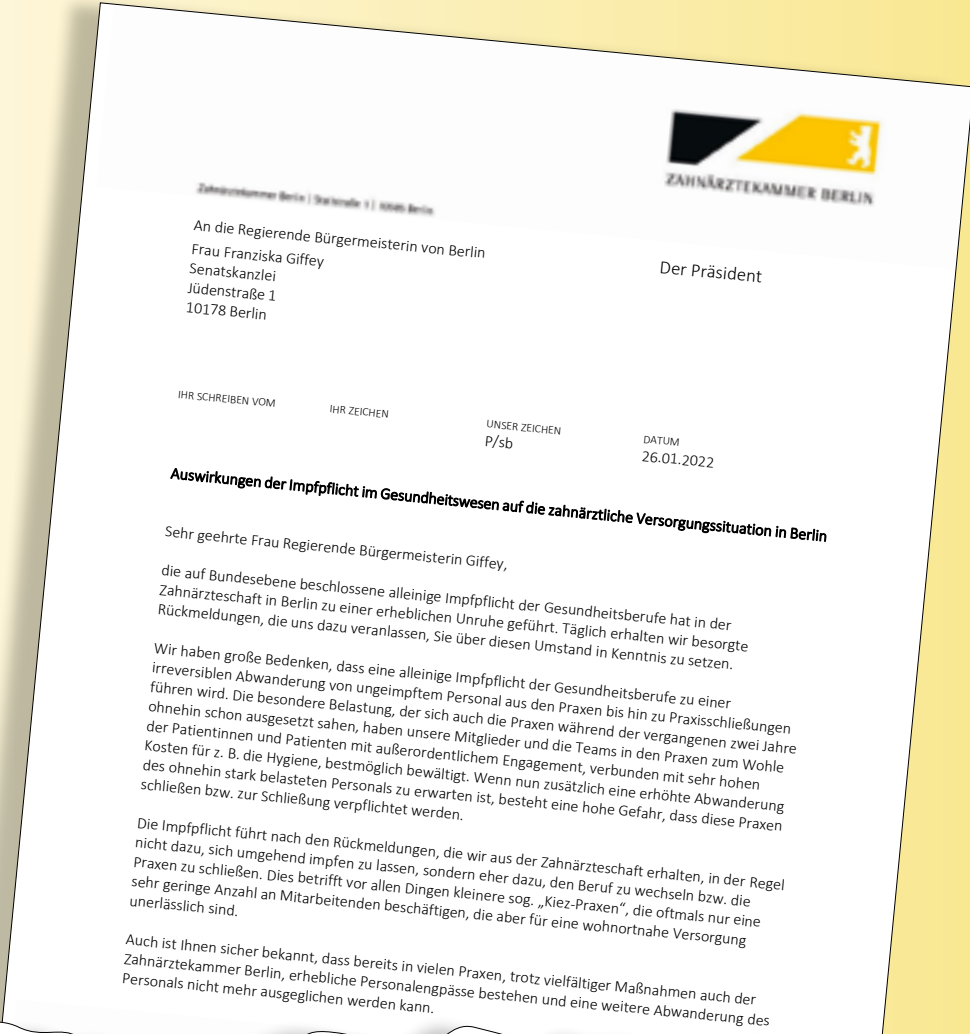 ZAHNÄRZTEKAMMER BERLIN
Zahnärztekammer Berlin | Stallstraße 1 | 10585 Berlin
An die Regierende Bürgermeisterin von Berlin
Frau Franziska Giffey
Senatskanzlei
Jüdenstraße 1
10178 Berlin
Der Präsident
IHR SCHREIBEN VOM
IHR ZEICHEN
UNSER ZEICHEN
P/sb
DATUM
26.01.2022
Auswirkungen der Impfpflicht im Gesundheitswesen auf die zahnärztliche Versorgungssituation in Berlin
Sehr geehrte Frau Regierende Bürgermeisterin Giffey,
die auf Bundesebene beschlossene alleinige Impfpflicht der Gesundheitsberufe hat in der
Zahnärzteschaft in Berlin zu einer erheblichen Unruhe geführt. Täglich erhalten wir besorgte
Rückmeldungen, die uns dazu veranlassen, Sie über diesen Umstand in Kenntnis zu setzen.
Wir haben große Bedenken, dass eine alleinige Impfpflicht der Gesundheitsberufe zu einer
irreversiblen Abwanderung von ungeimpftem Personal aus den Praxen bis hin zu Praxisschließungen
führen wird. Die besondere Belastung, der sich auch die Praxen während der vergangenen zwei Jahre
ohnehin schon ausgesetzt sahen, haben unsere Mitglieder und die Teams in den Praxen zum Wohle
der Patientinnen und Patienten mit außerordentlichem Engagement, verbunden mit sehr hohen
Kosten für z. B. die Hygiene, bestmöglich bewältigt. Wenn nun zusätzlich eine erhöhte Abwanderung
des ohnehin stark belasteten Personals zu erwarten ist, besteht eine hohe Gefahr, dass diese Praxen
schließen bzw. zur Schließung verpflichtet werden.
Die Impfpflicht führt nach den Rückmeldungen, die wir aus der Zahnärzteschaft erhalten, in der Regel
nicht dazu, sich umgehend impfen zu lassen, sondern eher dazu, den Beruf zu wechseln bzw. die
Praxen zu schließen. Dies betrifft vor allen Dingen kleinere sog. „Kiez-Praxen“, die oftmals nur eine
sehr geringe Anzahl an Mitarbeitenden beschäftigen, die aber für eine wohnortnahe Versorgung
unerlässlich sind.
Auch ist Ihnen sicher bekannt, dass bereits in vielen Praxen, trotz vielfältiger Maßnahmen auch der
Zahnärztekammer Berlin, erhebliche Personalengpässe bestehen und eine weitere Abwanderung des
Personals nicht mehr ausgeglichen werden kann.